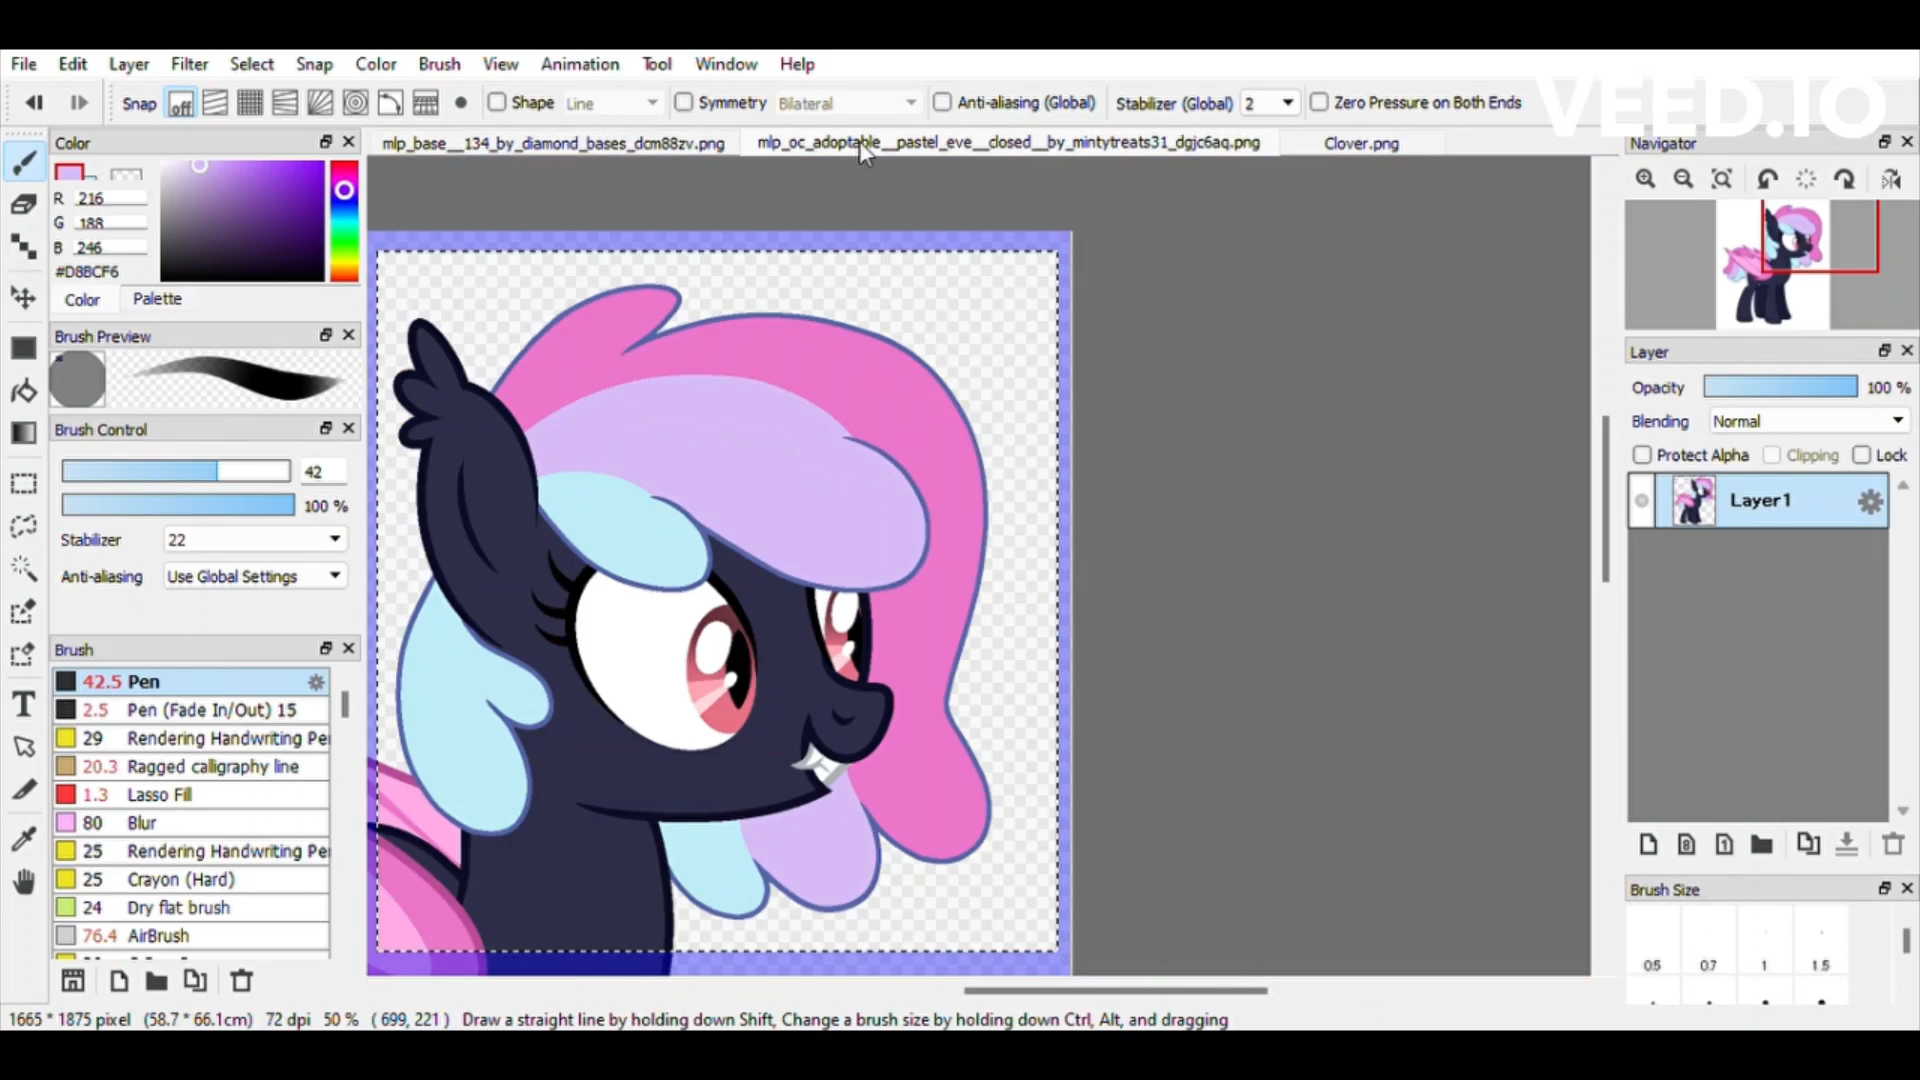 File Edit Layer Filter Select Snap Color Brush View Animation Tool Window Help
VEED.IO
Snap off Shape Line Symmetry Bilateral Anti-aliasing (Global) Stabilizer (Global) 2 Zero Pressure on Both Ends
Color
mlp_base__134_by_diamond_bases_dcm88zv.png
mlp_oc_adoptable__pastel_eve__closed__by_mintytreats31_dgjc6aq.png
Clover.png
Navigator
R 216
G 188
B 246
#D8BCF6
Color Palette
Brush Preview
Brush Control
42
100 %
Stabilizer 22
Anti-aliasing Use Global Settings
Brush
42.5 Pen
2.5 Pen (Fade In/Out) 15
29 Rendering Handwriting Pe
20.3 Ragged calligraphy line
1.3 Lasso Fill
80 Blur
25 Rendering Handwriting Pe
25 Crayon (Hard)
24 Dry flat brush
76.4 AirBrush
Layer
Opacity 100 %
Blending Normal
Protect Alpha Clipping Lock
Layer1
8 1
Brush Size
0.5 0.7 1 1.5
1665 * 1875 pixel (58.7 * 66.1cm) 72 dpi 50 % ( 699, 221 ) Draw a straight line by holding down Shift, Change a brush size by holding down Ctrl, Alt, and dragging